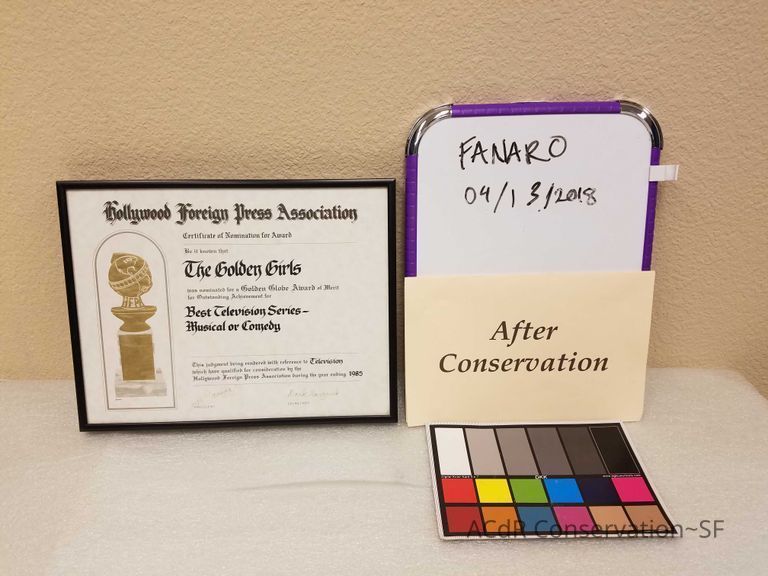 Hollywood Foreign Press Association
Certificate of Nomination for Award
Be it known that
The Golden Girls
was nominated for a Golden Globe Award of Merit
for Outstanding Achievement for
Best Television Series—
Musical or Comedy
This judgment being rendered with reference to Television
which have qualified for consideration by the
Hollywood Foreign Press Association during the year ending 1985
HFPA
FANARO
04/13/2018
After
Conservation
ACdR Conservation~SF